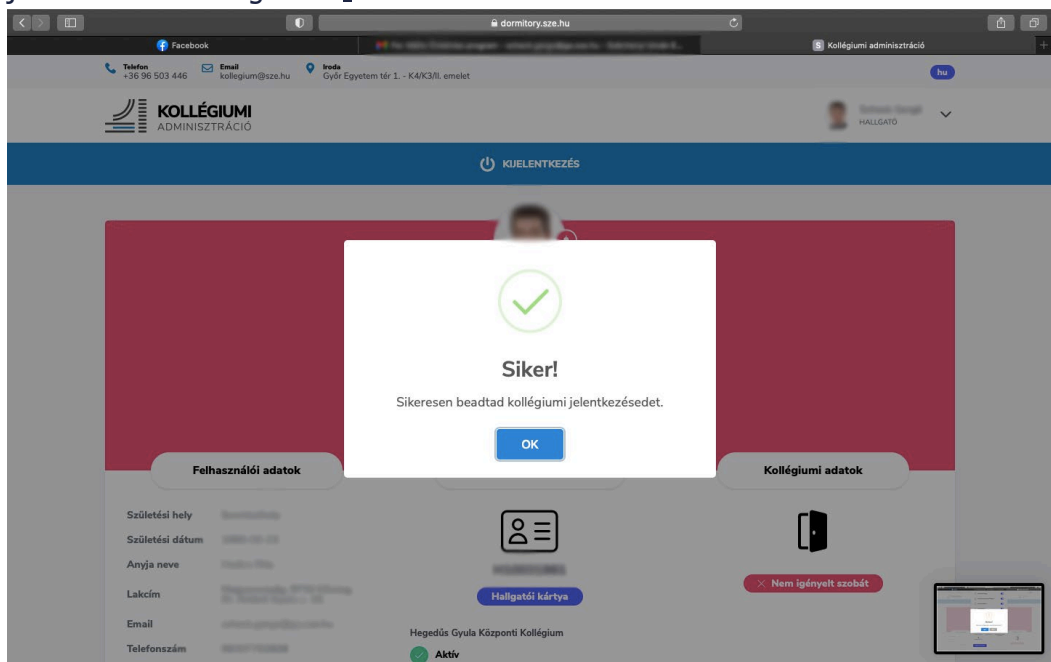 dormitory.sze.hu
Facebook
Kollégiumi adminisztráció
Telefon
+36 96 503 446
Email
kollegium@sze.hu
Iroda
Győr Egyetem tér 1. - K4/K3/II. emelet
hu
KOLLÉGIUMI
ADMINISZTRÁCIÓ
HALLGATÓ
KIJELENTKEZÉS
Siker!
Sikeresen beadtad kollégiumi jelentkezésedet.
OK
Felhasználói adatok
Kollégiumi adatok
Születési hely
Születési dátum
Anyja neve
Lakcím
Email
Telefonszám
Hallgatói kártya
Hegedűs Gyula Központi Kollégium
Aktív
Nem igényelt szobát